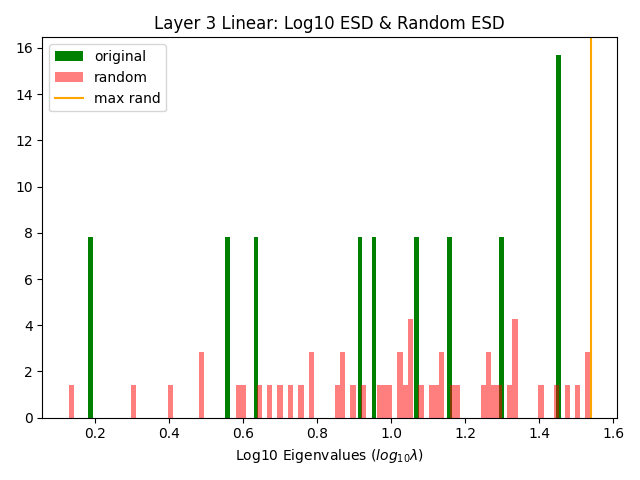 Layer 3 Linear: Log10 ESD & Random ESD
original
random
max rand
16
14
12
10
8
6
4
2
0
0.2 0.4 0.6 0.8 1.0 1.2 1.4 1.6
Log10 Eigenvalues (log₁₀λ)